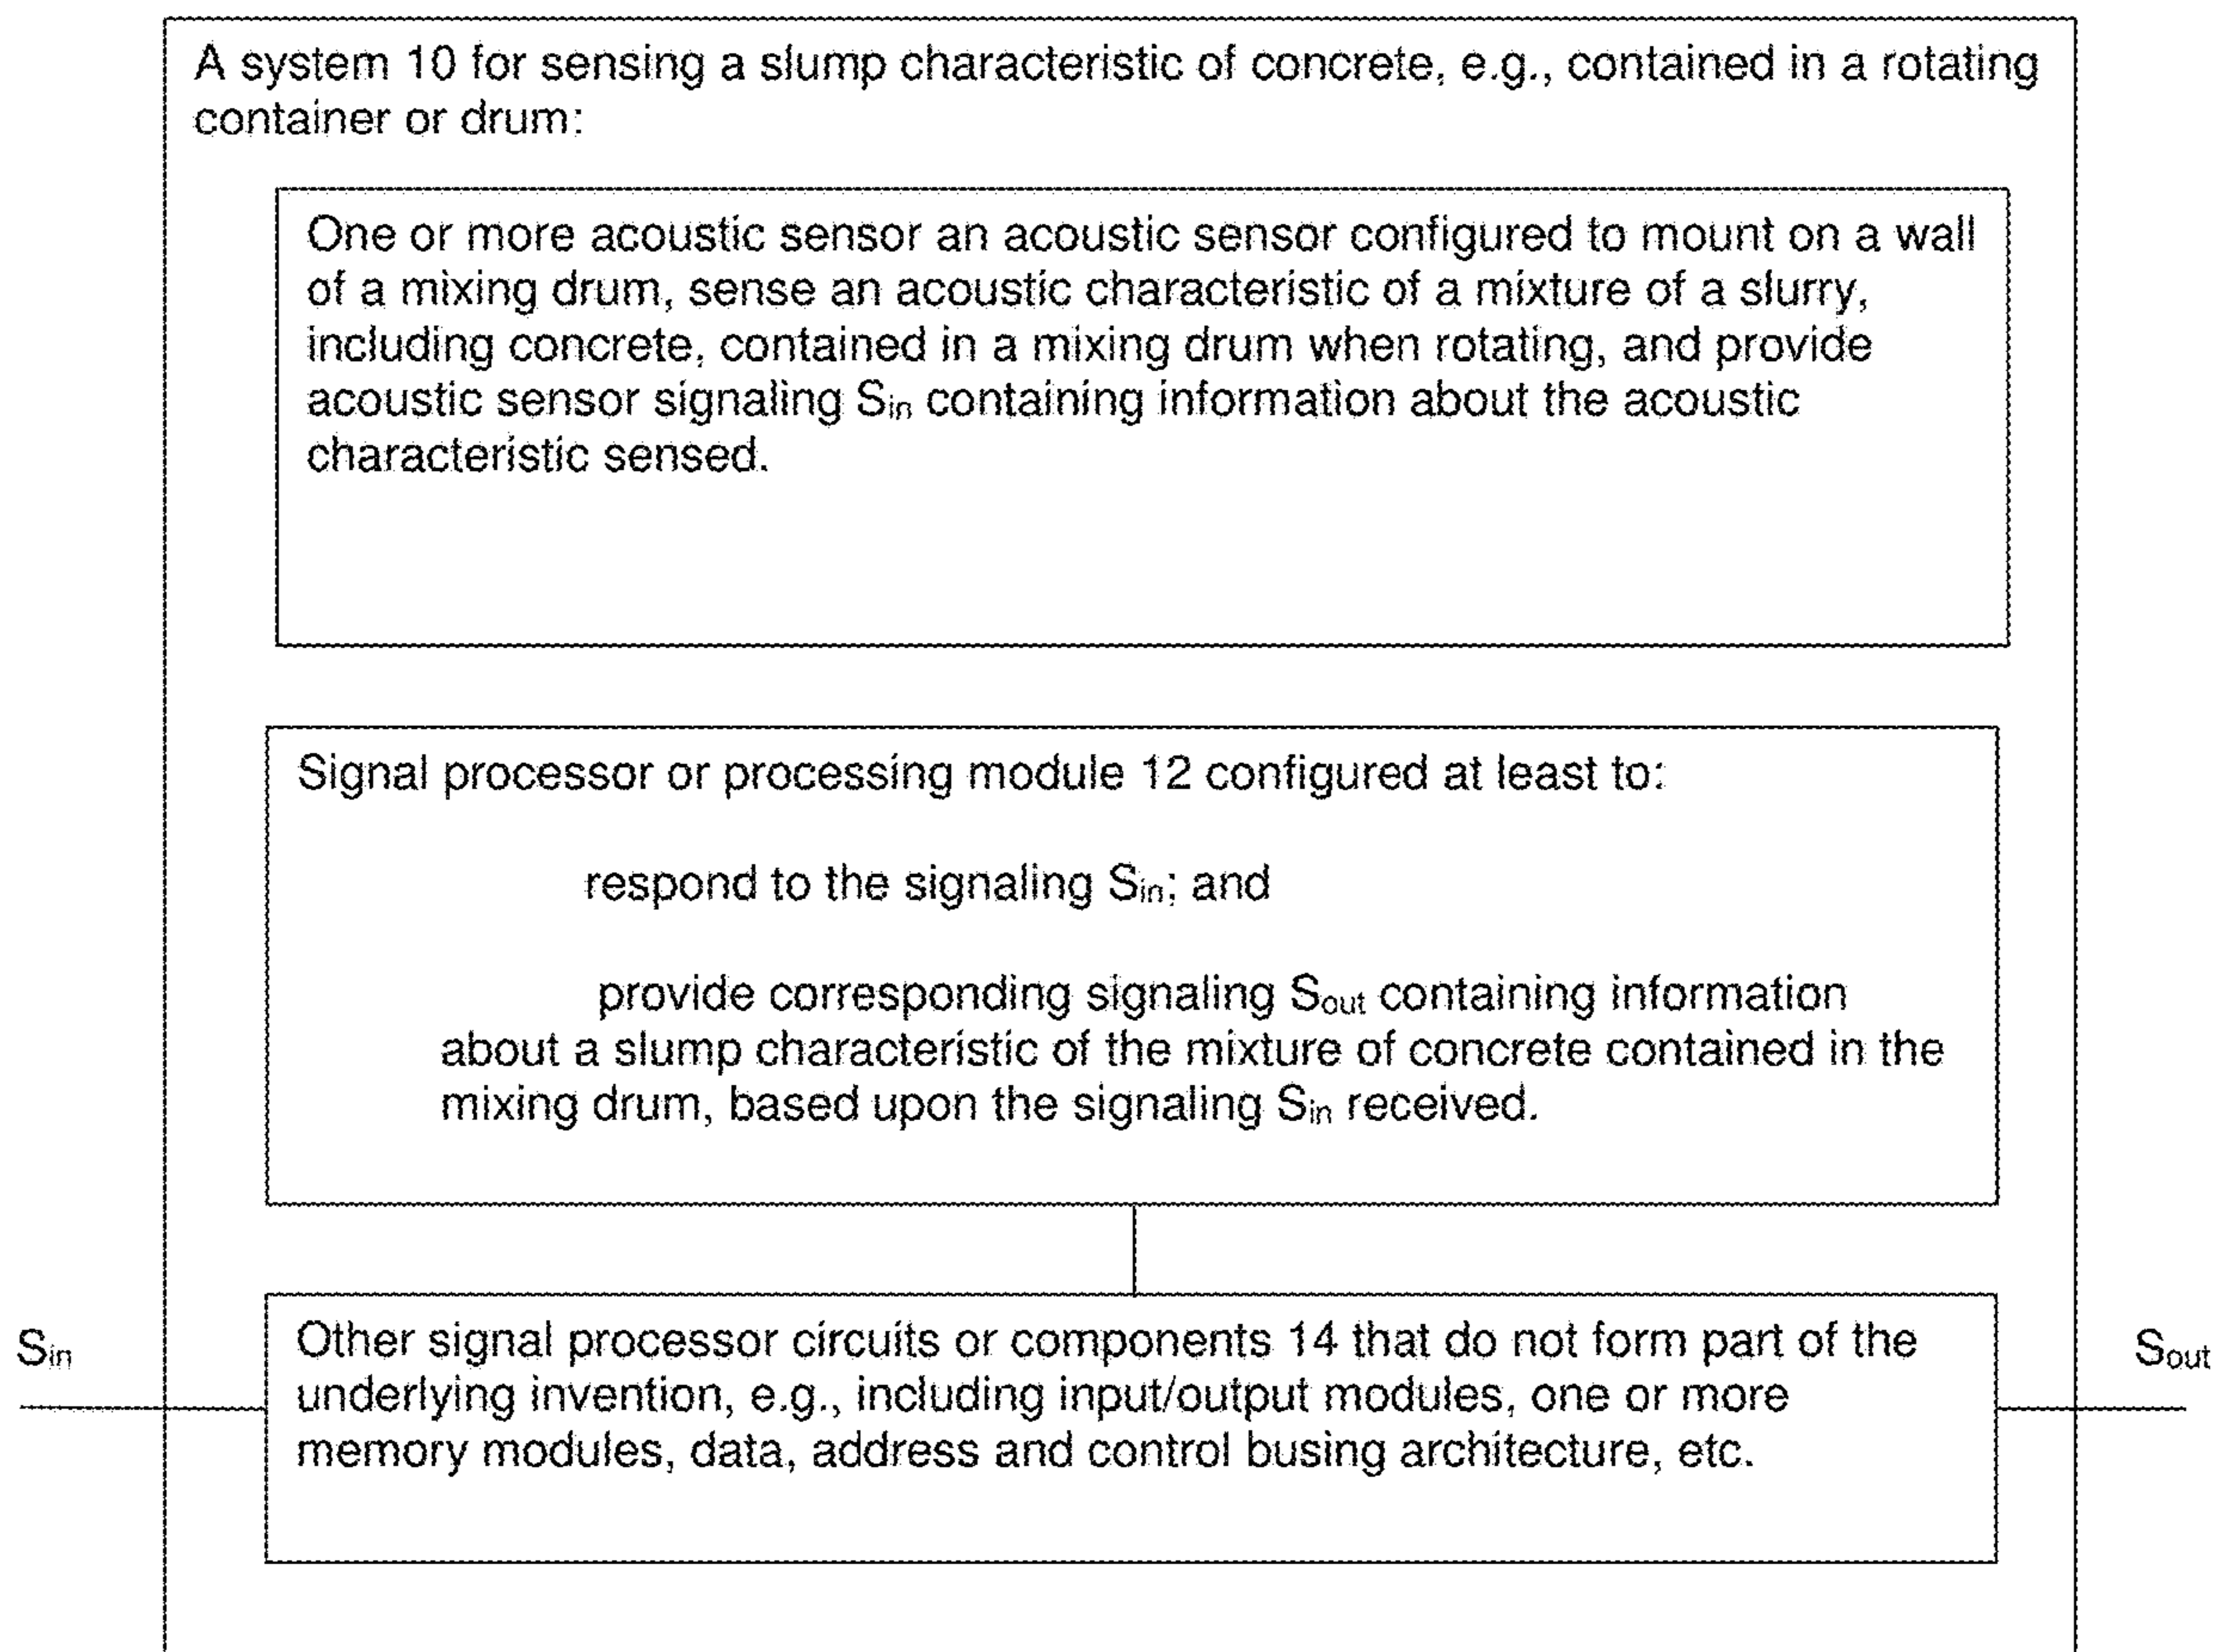 A system 10 for sensing a slump characteristic of concrete, e.g., contained in a rotating
container or drum:
One or more acoustic sensor an acoustic sensor configured to mount on a wall
of a mixing drum, sense an acoustic characteristic of a mixture of a slurry,
including concrete, contained in a mixing drum when rotating, and provide
acoustic sensor signaling Sin containing information about the acoustic
characteristic sensed.
Signal processor or processing module 12 configured at least to:
respond to the signaling Sin; and
provide corresponding signaling Sout containing information
about a slump characteristic of the mixture of concrete contained in the
mixing drum, based upon the signaling Sin received.
Sin
Other signal processor circuits or components 14 that do not form part of the
underlying invention, e.g., including input/output modules, one or more
memory modules, data, address and control busing architecture, etc.
Sout